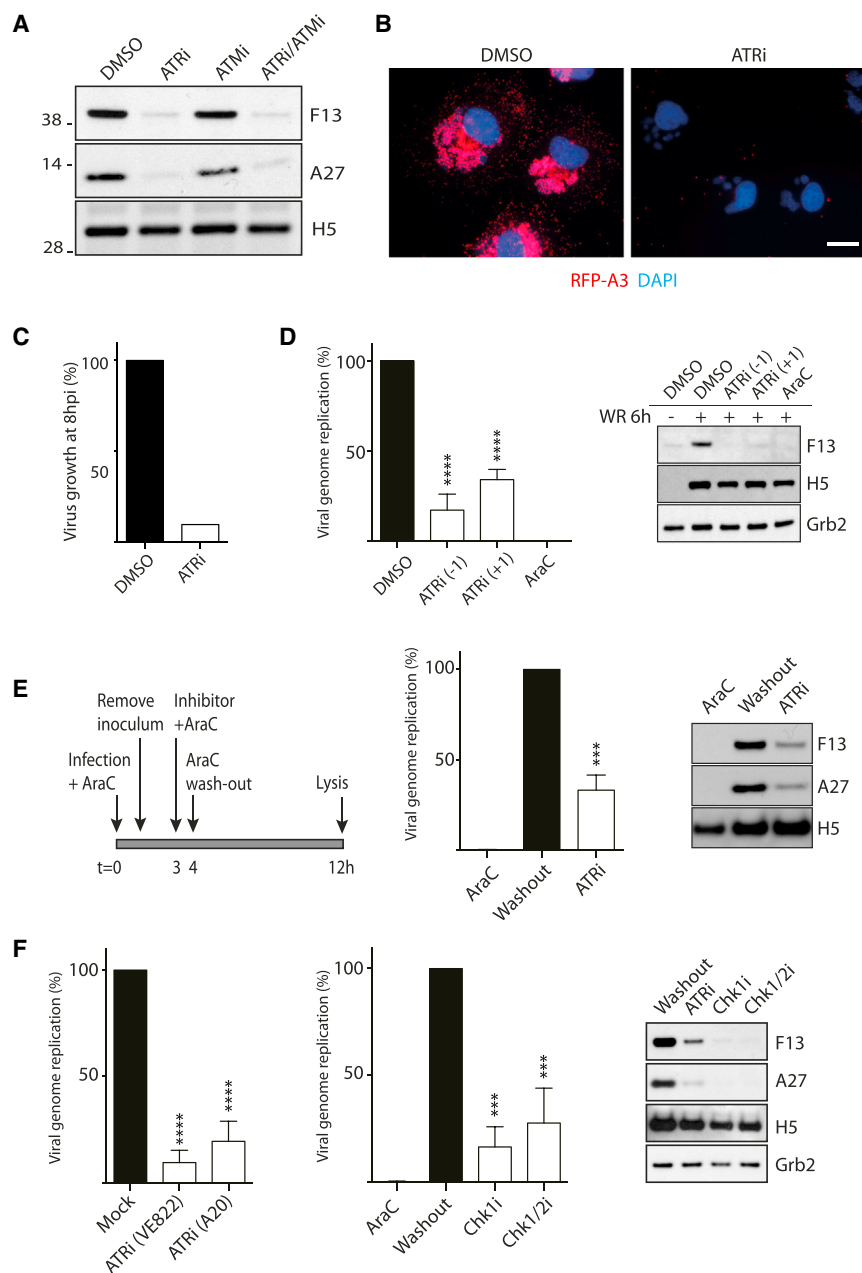 A
DMSO
ATRi
ATMi
ATRi/ATMi
38
F13
14
A27
28
H5
B
DMSO
ATRi
RFP-A3 DAPI
C
Virus growth at 8hpi (%)
100
50
DMSO
ATRi
D
Viral genome replication (%)
100
50
****
****
DMSO
ATRi (-1)
ATRi (+1)
AraC
DMSO
DMSO
ATRi (-1)
ATRi (+1)
AraC
WR 6h - + + + +
F13
H5
Grb2
E
Remove
inoculum
Inhibitor
+AraC
Infection
+ AraC
AraC
wash-out
Lysis
t=0 3 4 12h
Viral genome replication (%)
100
50
***
AraC
Washout
ATRi
AraC
Washout
ATRi
F13
A27
H5
F
Viral genome replication (%)
100
50
****
****
Mock
ATRi (VE822)
ATRi (A20)
Viral genome replication (%)
100
50
***
***
AraC
Washout
Chk1i
Chk1/2i
Washout
ATRi
Chk1i
Chk1/2i
F13
A27
H5
Grb2